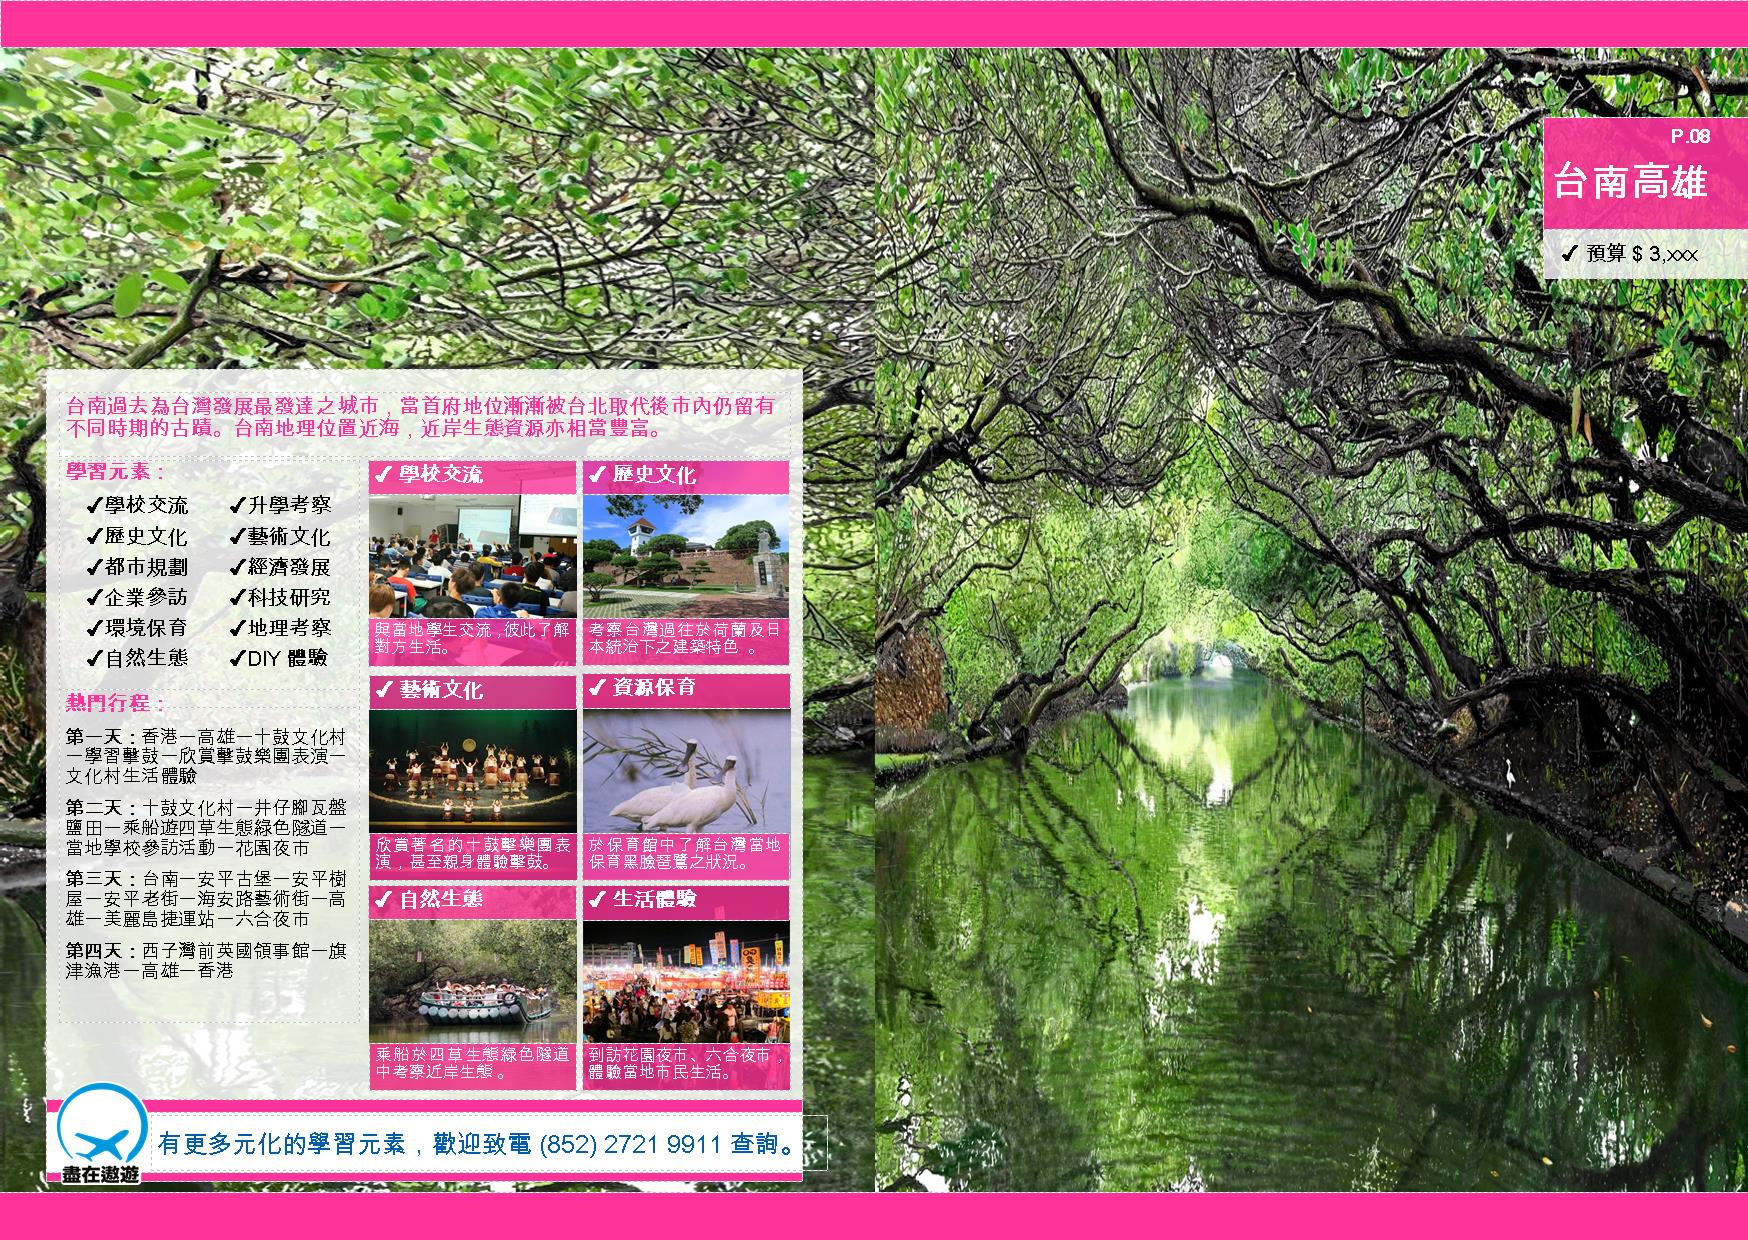 台南過去為台灣發展最發達之城市，當首府地位漸漸被台北取代後市內仍留有
不同時期的古蹟。台南地理位置近海，近岸生態資源亦相當豐富。
學習元素：
✓學校交流 ✓升學考察
✓歷史文化 ✓藝術文化
✓都市規劃 ✓經濟發展
✓企業參訪 ✓科技研究
✓環境保育 ✓地理考察
✓自然生態 ✓DIY 體驗
熱門行程：
第一天：香港－高雄－十鼓文化村
－學習擊鼓－欣賞擊鼓樂團表演－
文化村生活體驗
第二天：十鼓文化村－井仔腳瓦盤
鹽田－乘船遊四草生態綠色隧道－
當地學校參訪活動－花園夜市
第三天：台南－安平古堡－安平樹
屋－安平老街－海安路藝術街－高
雄－美麗島捷運站－六合夜市
第四天：西子灣前英國領事館－旗
津漁港－高雄－香港
✓ 學校交流
與當地學生交流，彼此了解
對方生活。
✓ 歷史文化
考察台灣過往於荷蘭及日
本統治下之建築特色 。
✓ 藝術文化
欣賞著名的十鼓擊樂團表
演，甚至親身體驗擊鼓。
✓ 資源保育
於保育館中了解台灣當地
保育黑臉琵鷺之狀況。
✓ 自然生態
乘船於四草生態綠色隧道
中考察近岸生態 。
✓ 生活體驗
到訪花園夜市、六合夜市，
體驗當地市民生活。
盡在遨遊
有更多元化的學習元素，歡迎致電 (852) 2721 9911 查詢。
P.08
台南高雄
✓ 預算 $ 3,xxx